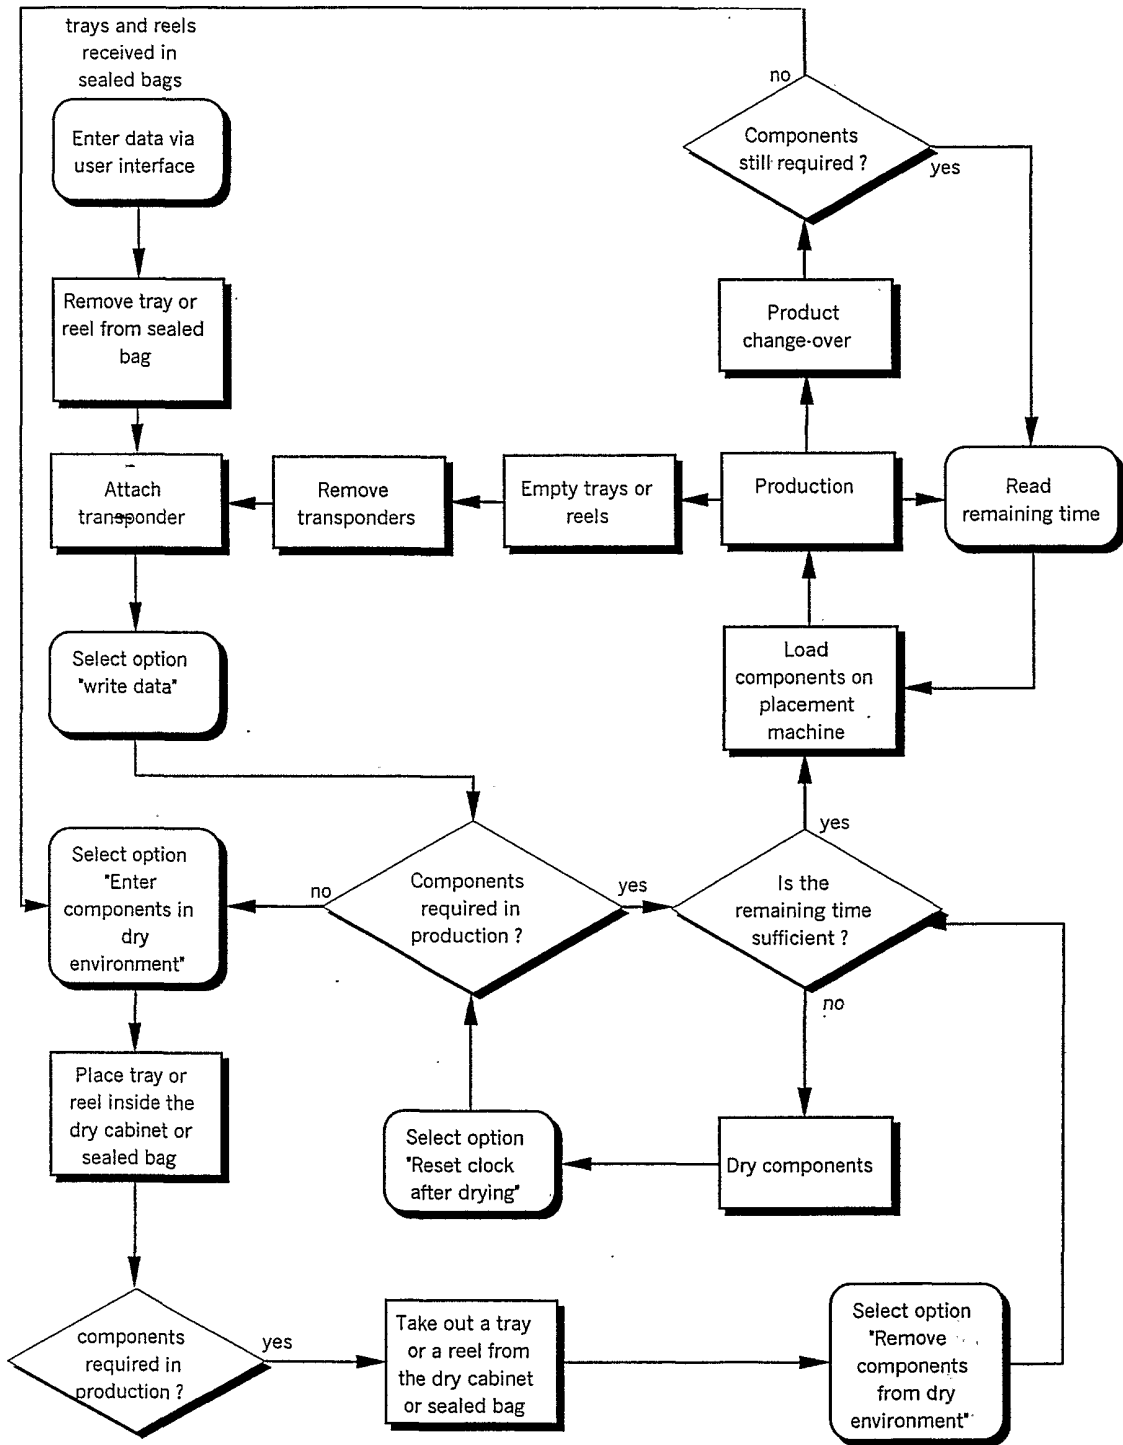 trays and reels
received in
sealed bags
Enter data via
user interface
Remove tray or
reel from sealed
bag
Attach
transponder
Remove
transponders
Empty trays or
reels
Production
Read
remaining time
Product
change-over
no
Components
still required ?
yes
Select option
"write data"
Load
components on
placement
machine
yes
Select option
"Enter
components in
dry
environment"
no
Components
required in
production ?
yes
Is the
remaining time
sufficient ?
no
Place tray or
reel inside the
dry cabinet or
sealed bag
Select option
"Reset clock
after drying"
Dry components
components
required in
production ?
yes
Take out a tray
or a reel from
the dry cabinet
or sealed bag
Select option
"Remove
components
from dry
environment"